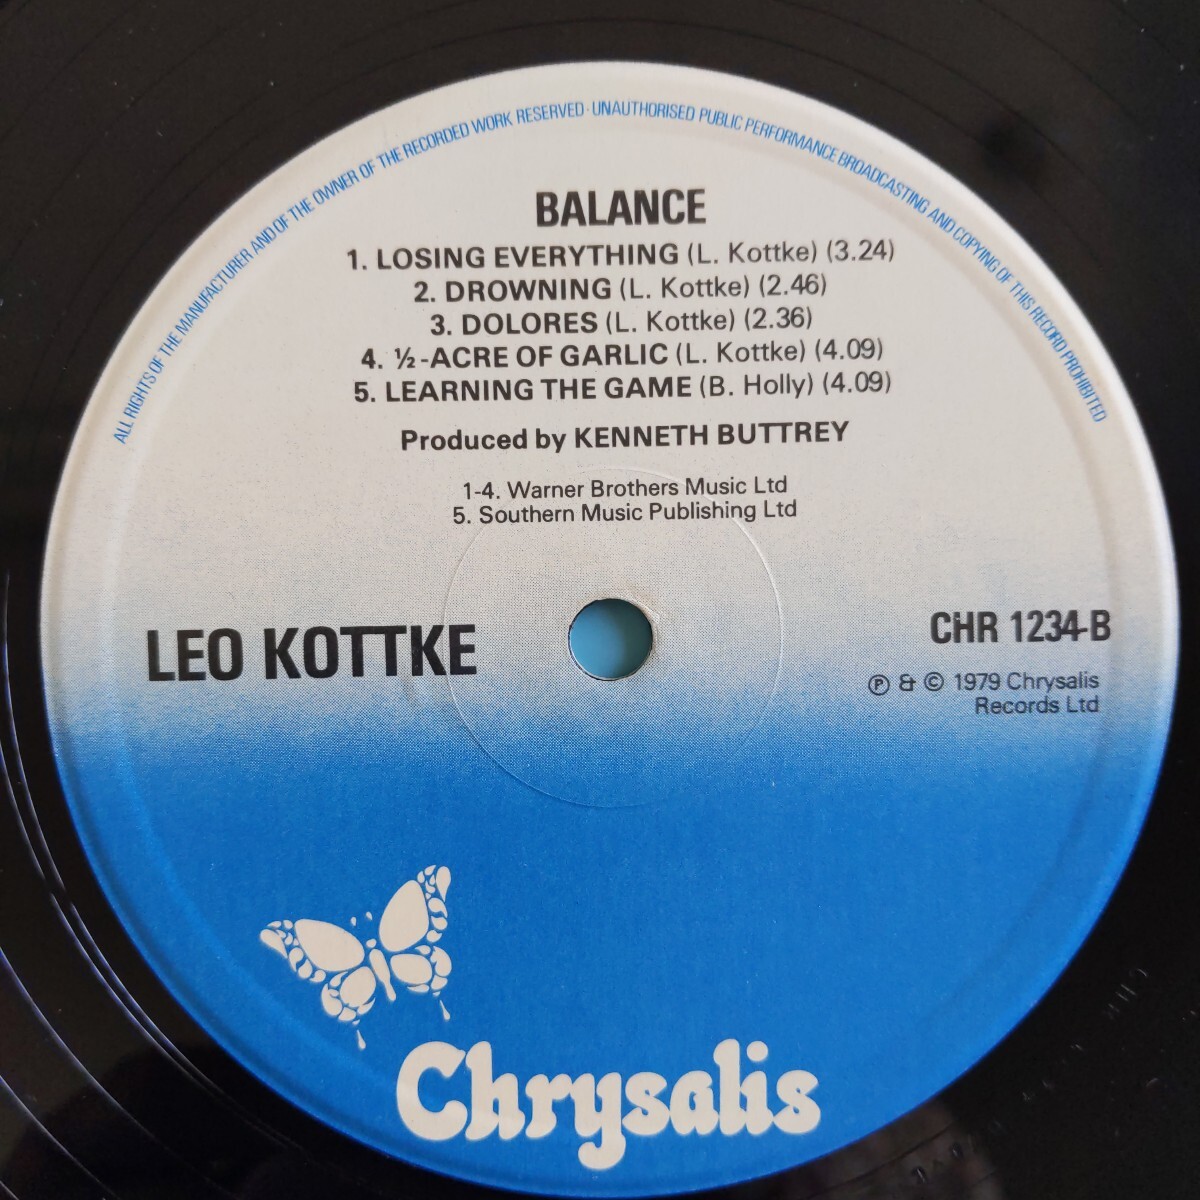 ALL RIGHTS OF THE MANUFACTURER AND OF THE OWNER OF THE RECORDED WORK RESERVED · UNAUTHORISED PUBLIC PERFORMANCE BROADCASTING AND COPYING OF THIS RECORD PROHIBITED
BALANCE
1. LOSING EVERYTHING (L. Kottke) (3.24)
2. DROWNING (L. Kottke) (2.46)
3. DOLORES (L. Kottke) (2.36)
4. ½-ACRE OF GARLIC (L. Kottke) (4.09)
5. LEARNING THE GAME (B. Holly) (4.09)
Produced by KENNETH BUTTREY
1-4. Warner Brothers Music Ltd
5. Southern Music Publishing Ltd
LEO KOTTKE
CHR 1234-B
℗ & © 1979 Chrysalis
Records Ltd
Chrysalis